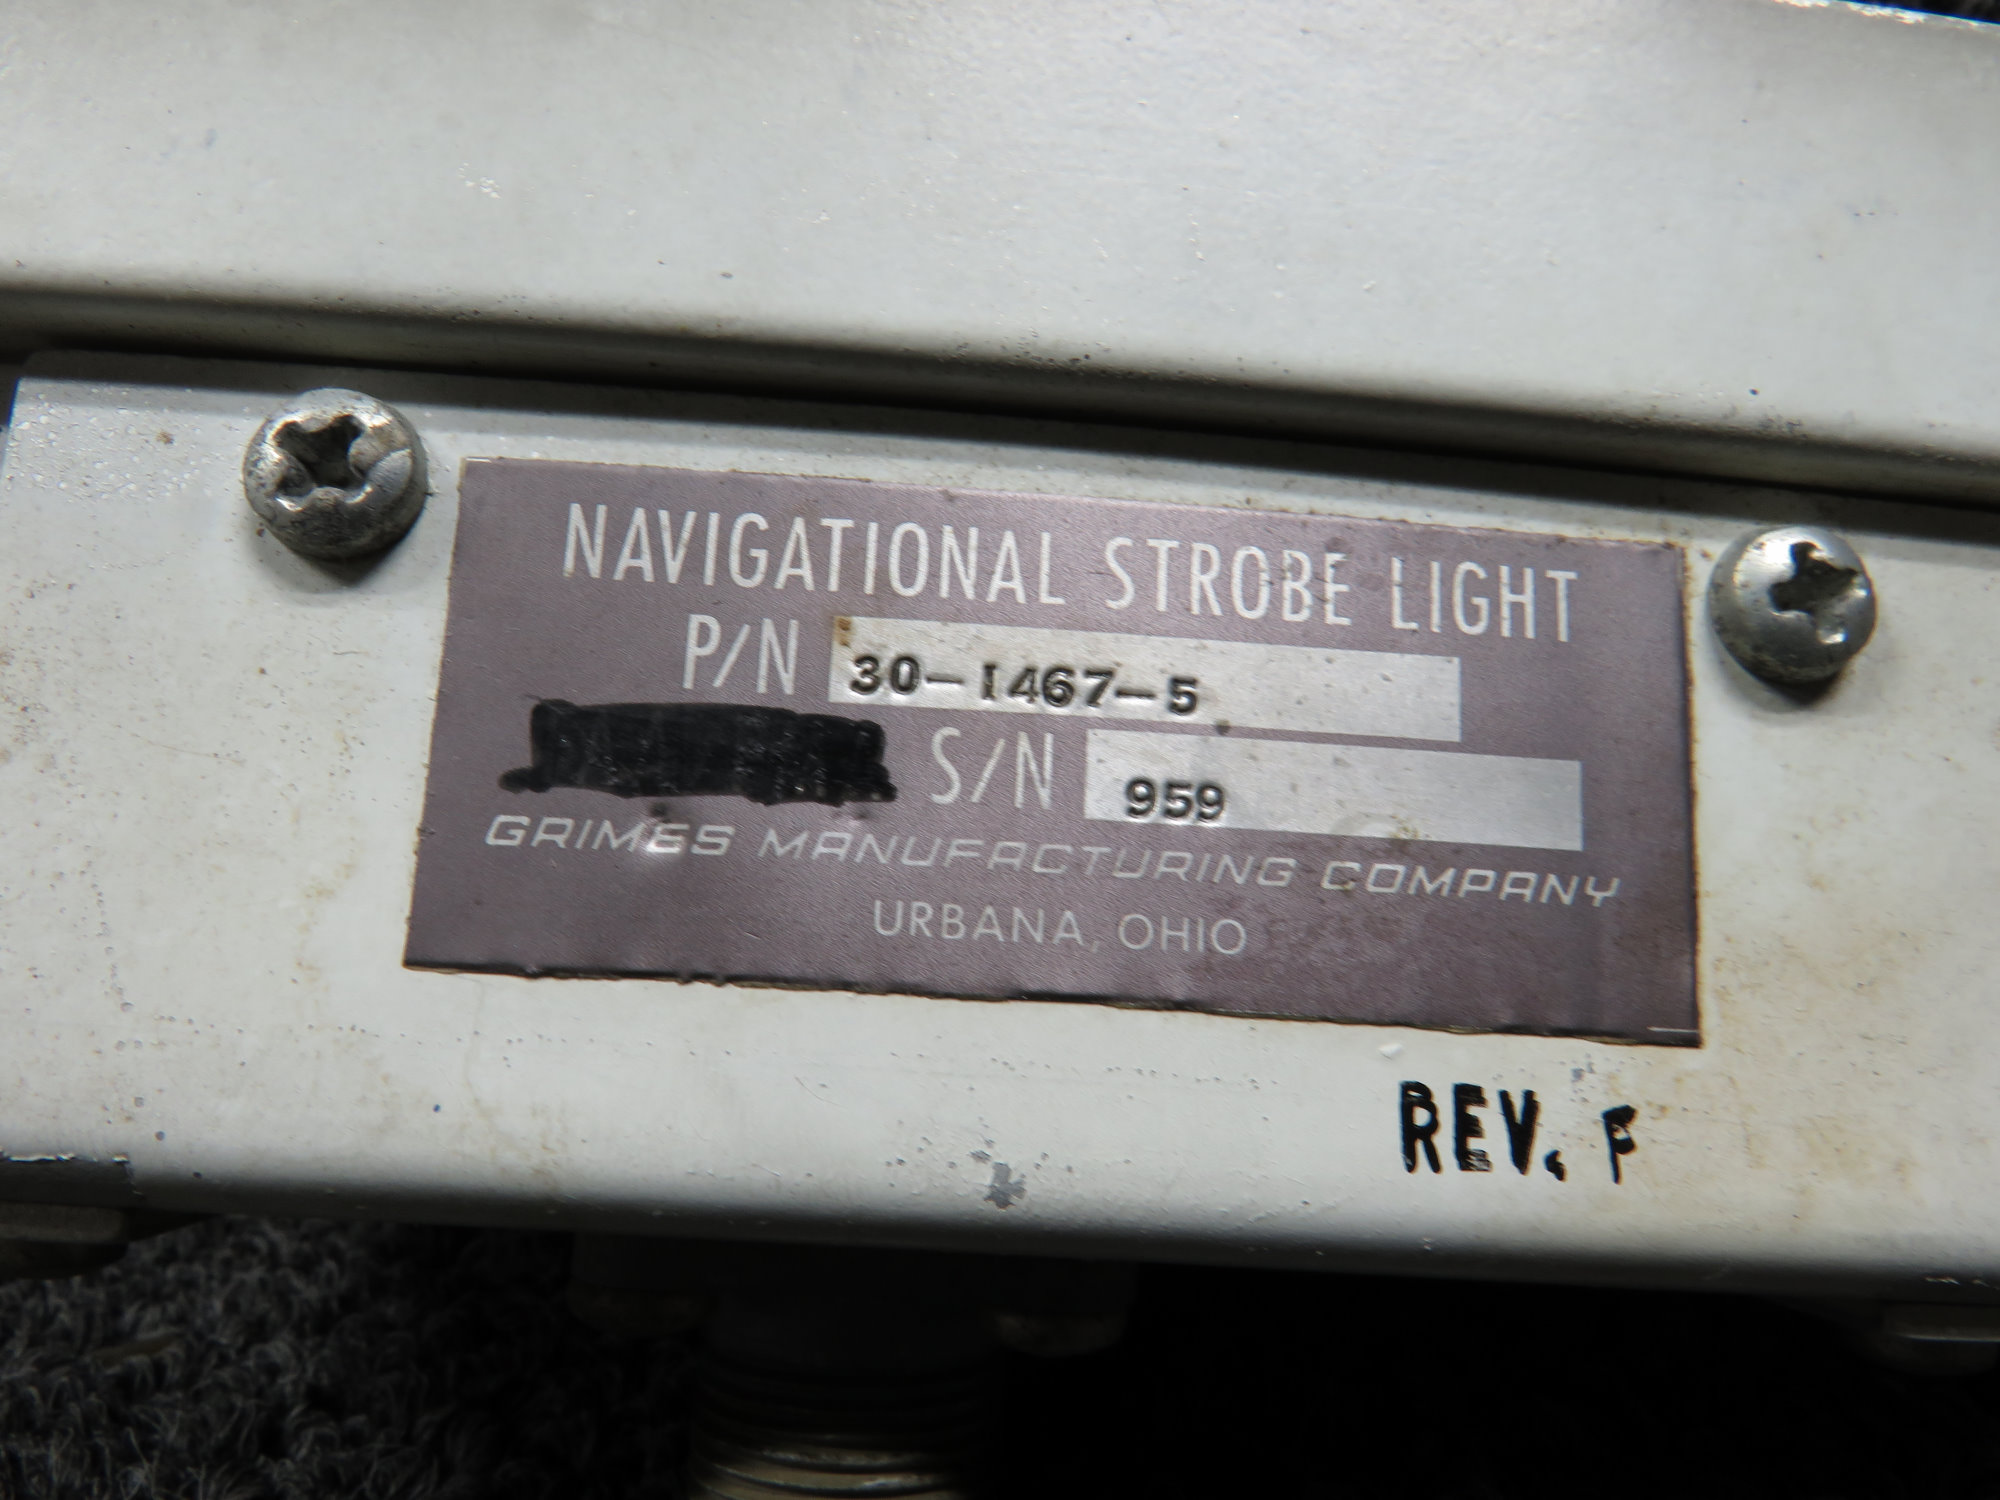 NAVIGATIONAL STROBE LIGHT
P/N 30-1467-5
S/N 959
GRIMES MANUFACTURING COMPANY
URBANA, OHIO
REV. F